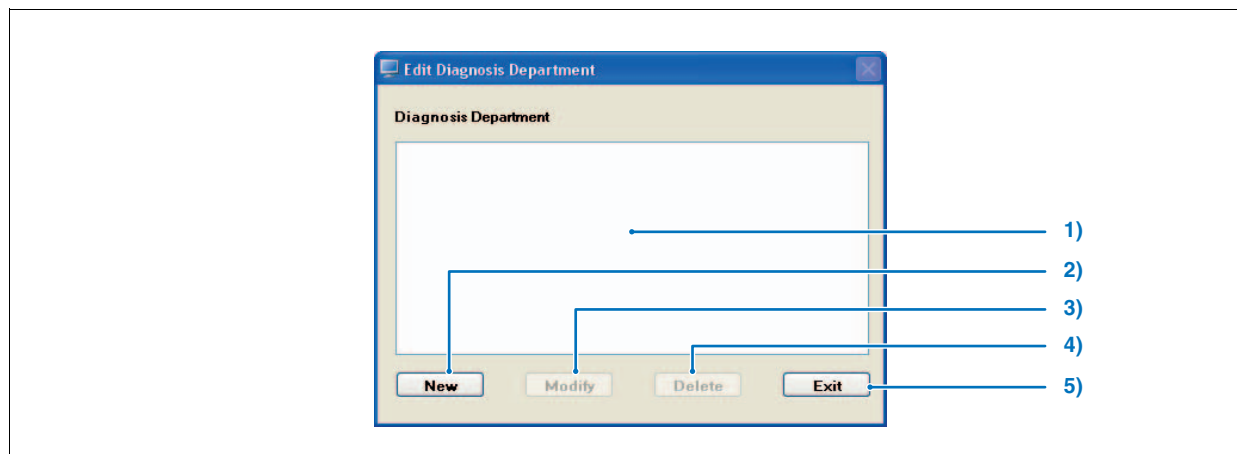 Edit Diagnosis Department
Diagnosis Department
1)
2)
3)
4)
New Modify Delete Exit 5)